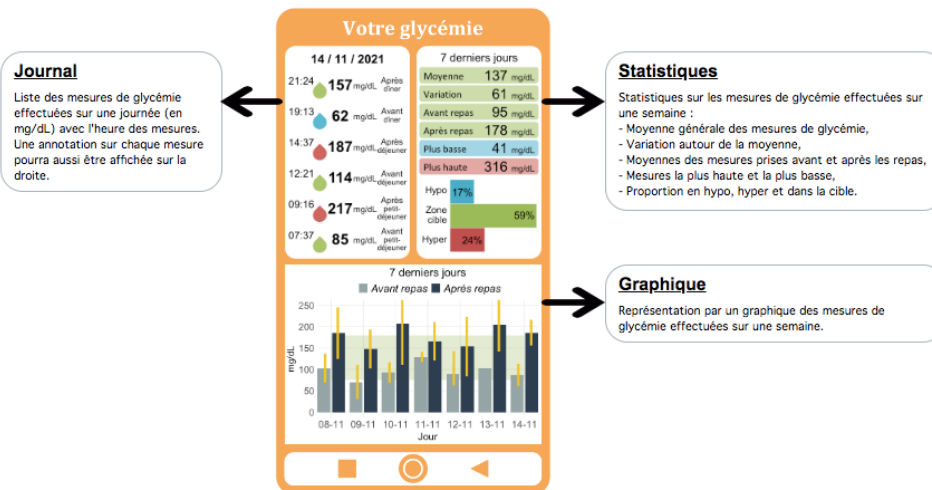 Votre glycémie
Journal
Liste des mesures de glycémie
effectuées sur une journée (en
mg/dL) avec l'heure des mesures.
Une annotation sur chaque mesure
pourra aussi être affichée sur la
droite.
14 / 11 / 2021
21:24 157 mg/dL Après
dîner
19:13 62 mg/dL Avant
dîner
14:37 187 mg/dL Après
déjeuner
12:21 114 mg/dL Avant
déjeuner
09:16 217 mg/dL Après
petit-
déjeuner
07:37 85 mg/dL Avant
petit-
déjeuner
7 derniers jours
Moyenne 137 mg/dL
Variation 61 mg/dL
Avant repas 95 mg/dL
Après repas 178 mg/dL
Plus basse 41 mg/dL
Plus haute 316 mg/dL
Hypo 17%
Zone
cible 59%
Hyper 24%
Statistiques
Statistiques sur les mesures de glycémie effectuées sur
une semaine :
- Moyenne générale des mesures de glycémie,
- Variation autour de la moyenne,
- Moyennes des mesures prises avant et après les repas,
- Mesures la plus haute et la plus basse,
- Proportion en hypo, hyper et dans la cible.
7 derniers jours
Avant repas Après repas
mg/dL
250
200
150
100
50
0
08-11 09-11 10-11 11-11 12-11 13-11 14-11
Jour
Graphique
Représentation par un graphique des mesures de
glycémie effectuées sur une semaine.